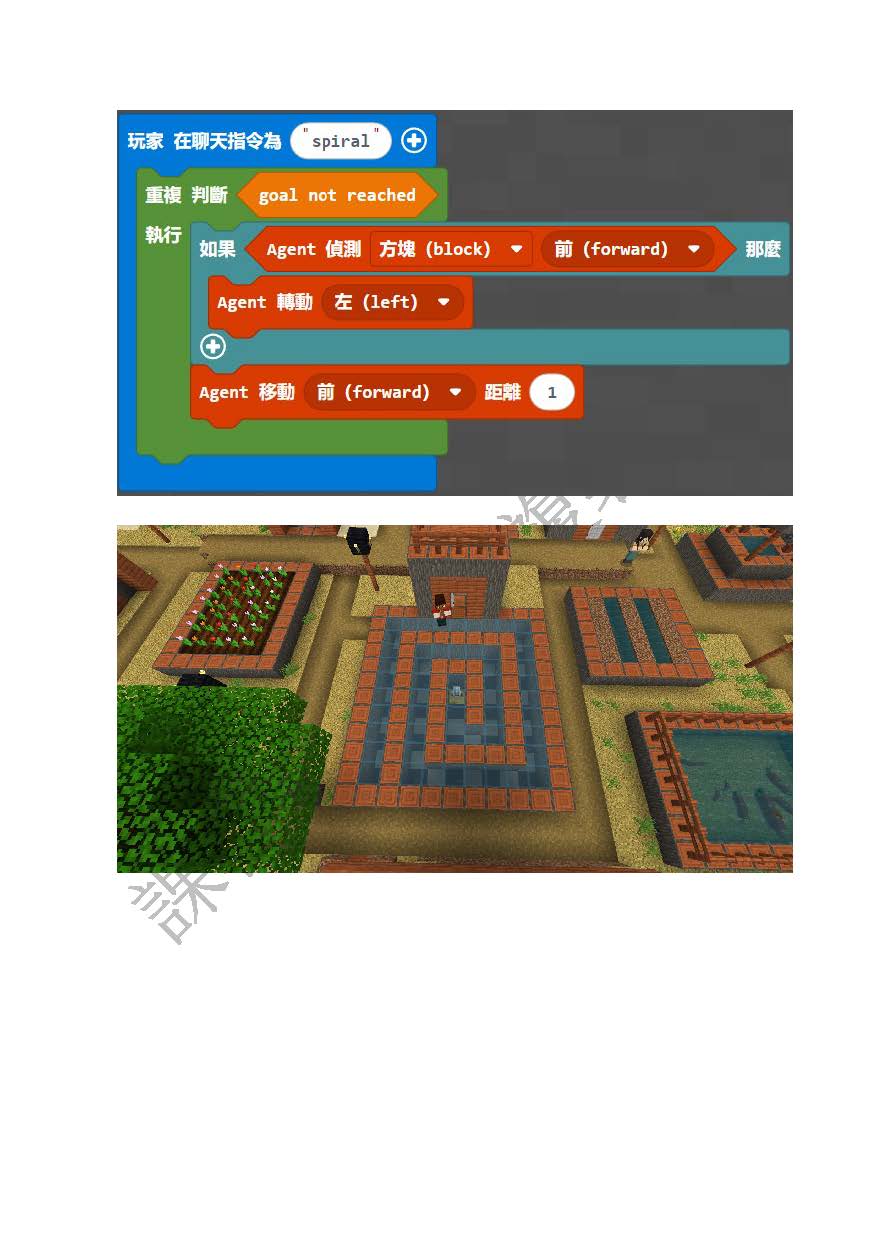 玩家 在聊天指令為 "spiral"
重複 判斷 goal not reached
執行
如果 Agent 偵測 方塊 (block) 前 (forward) 那麼
Agent 轉動 左 (left)
Agent 移動 前 (forward) 距離 1
課